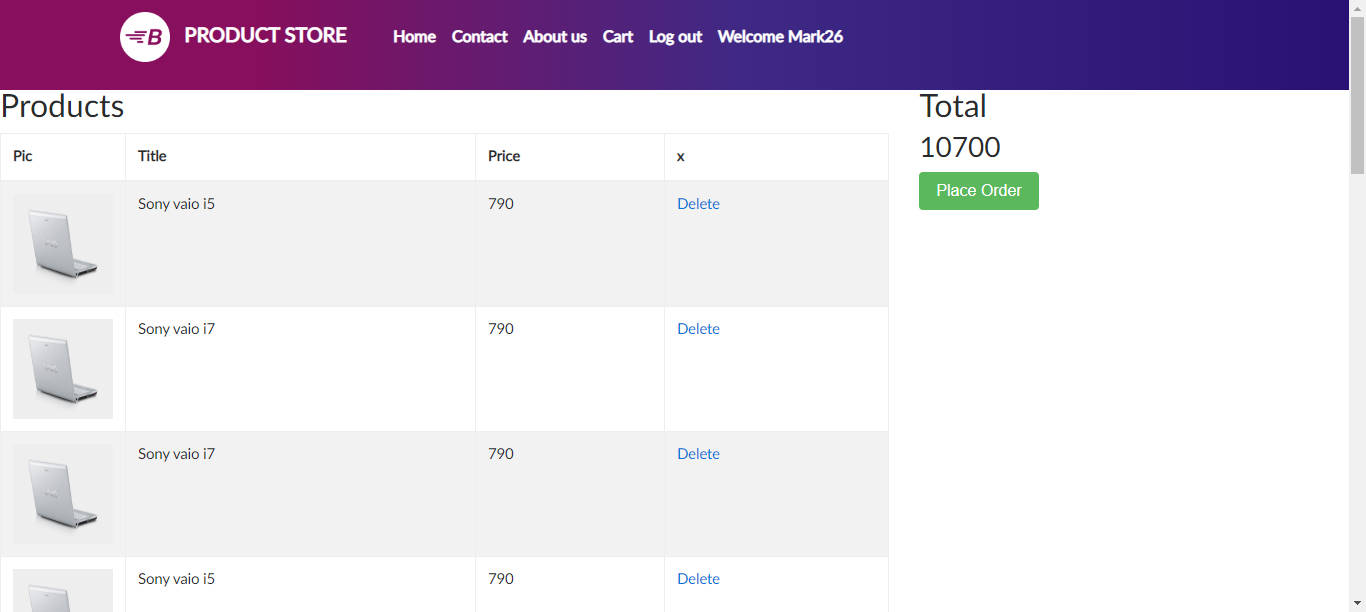 B PRODUCT STORE Home Contact About us Cart Log out Welcome Mark26
Products
Total
10700
Place Order
Pic Title Price x
Sony vaio i5 790 Delete
Sony vaio i7 790 Delete
Sony vaio i7 790 Delete
Sony vaio i5 790 Delete